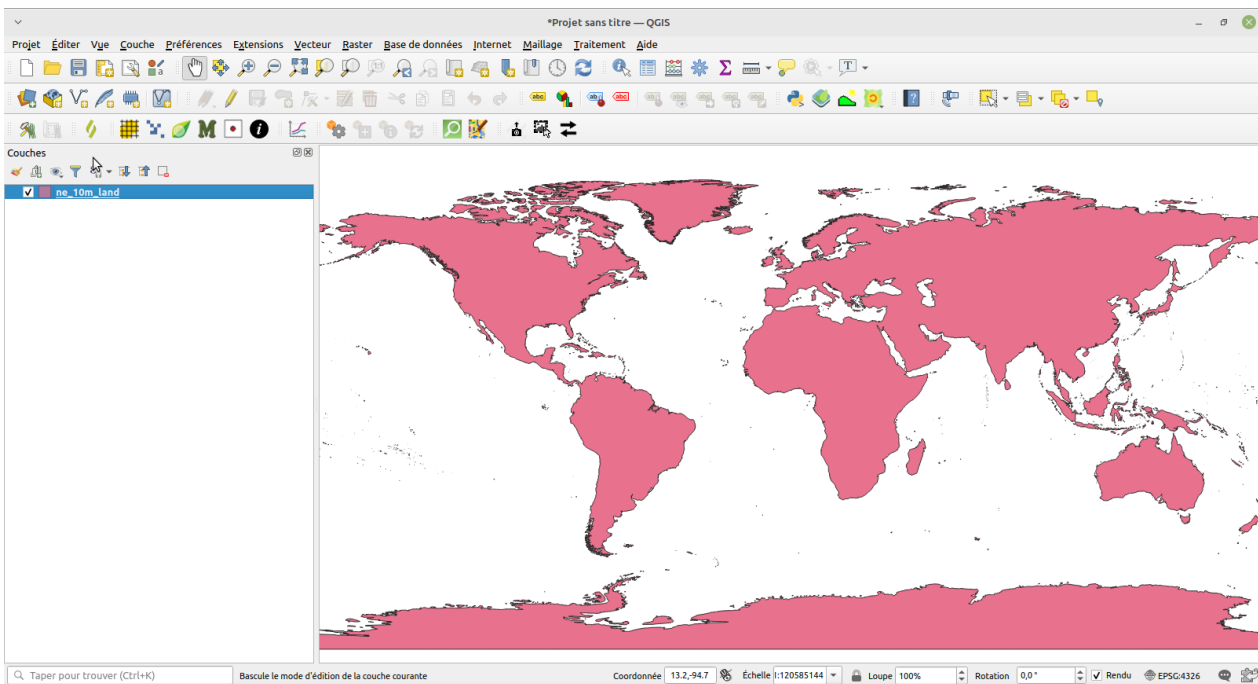 *Projet sans titre — QGIS
Projet Éditer Vue Couche Préférences Extensions Vecteur Raster Base de données Internet Maillage Traitement Aide
Couches
ne_10m_land
Taper pour trouver (Ctrl+K) Bascule le mode d'édition de la couche courante Coordonnée 13.2,-94.7 Échelle 1:120585144 Loupe 100% Rotation 0,0 ° Rendu EPSG:4326